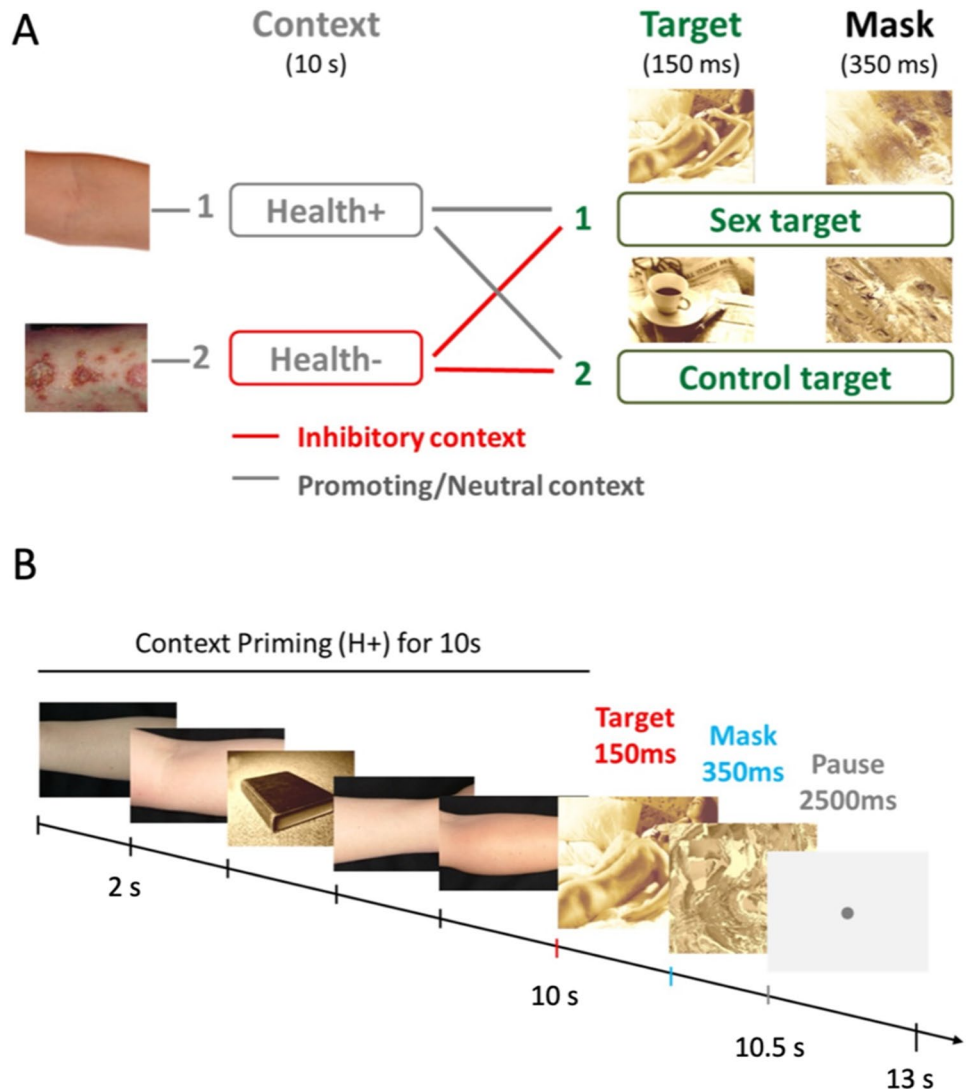 A
Context
(10 s)
Target
(150 ms)
Mask
(350 ms)
1
Health+
1
Sex target
2
Health-
2
Control target
Inhibitory context
Promoting/Neutral context
B
Context Priming (H+) for 10s
Target
150ms
Mask
350ms
Pause
2500ms
2 s
10 s
10.5 s
13 s